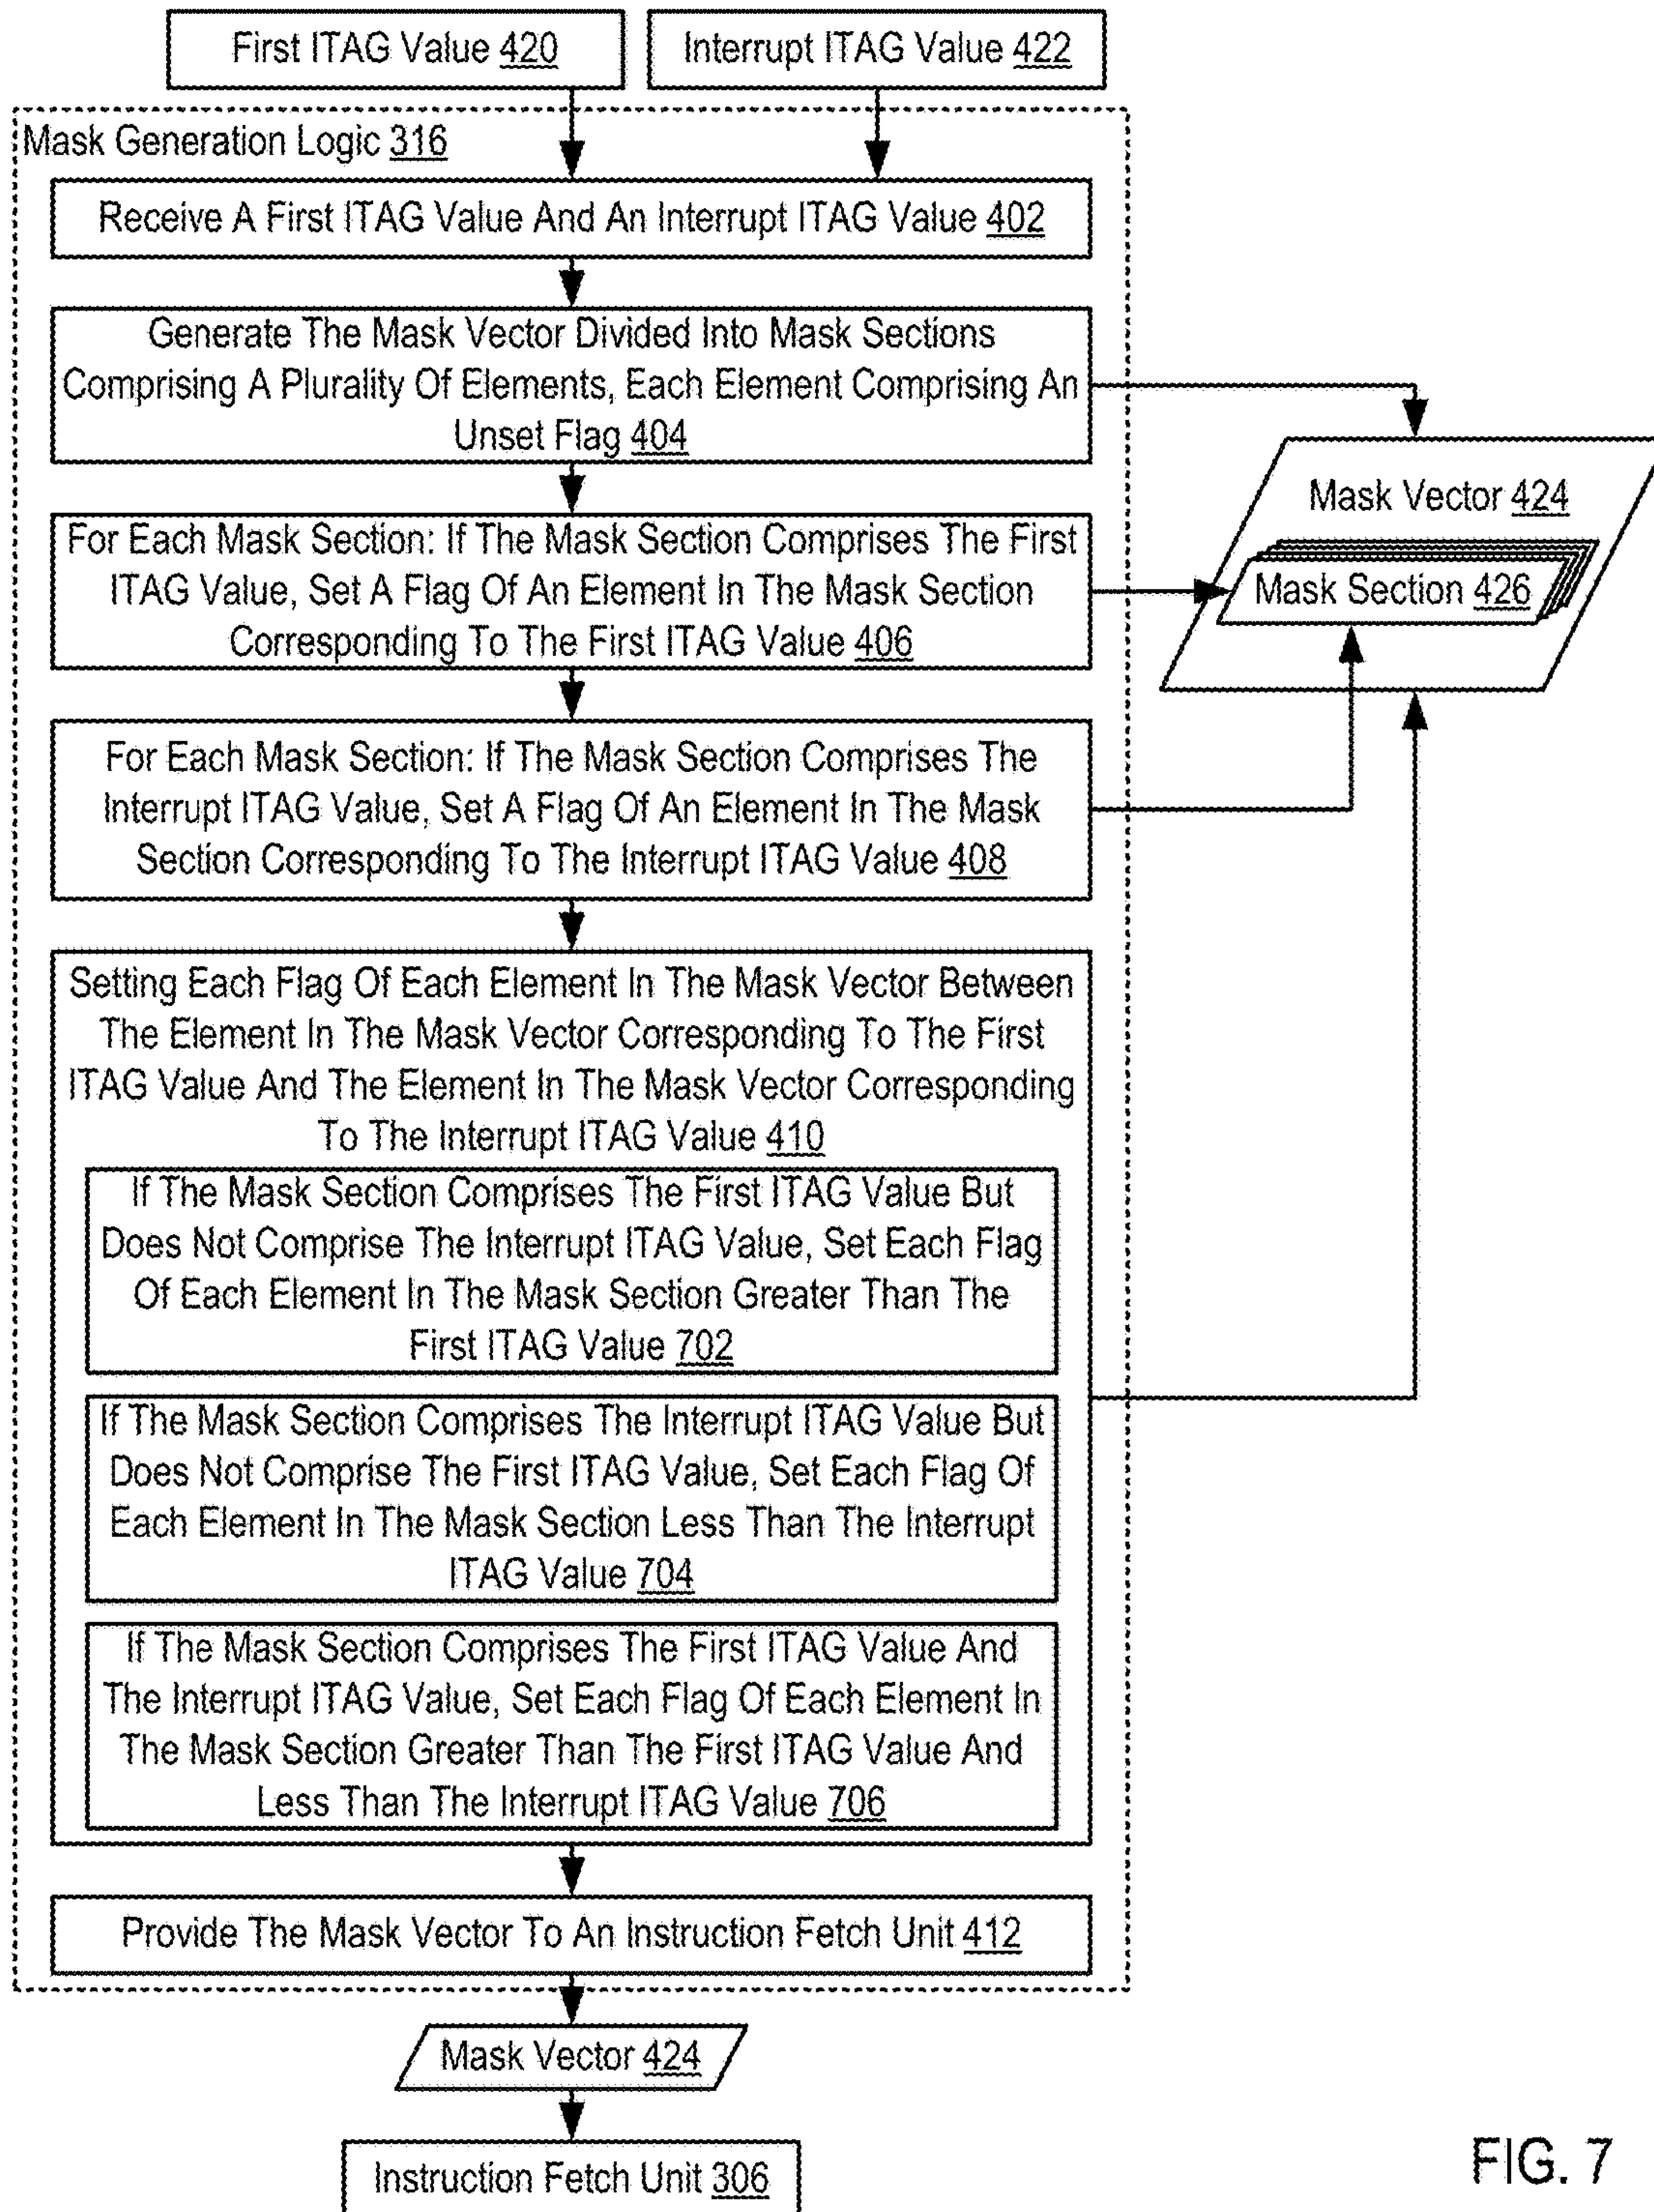 First ITAG Value 420
Interrupt ITAG Value 422
Mask Generation Logic 316
Receive A First ITAG Value And An Interrupt ITAG Value 402
Generate The Mask Vector Divided Into Mask Sections
Comprising A Plurality Of Elements, Each Element Comprising An
Unset Flag 404
Mask Vector 424
Mask Section 426
For Each Mask Section: If The Mask Section Comprises The First
ITAG Value, Set A Flag Of An Element In The Mask Section
Corresponding To The First ITAG Value 406
For Each Mask Section: If The Mask Section Comprises The
Interrupt ITAG Value, Set A Flag Of An Element In The Mask
Section Corresponding To The Interrupt ITAG Value 408
Setting Each Flag Of Each Element In The Mask Vector Between
The Element In The Mask Vector Corresponding To The First
ITAG Value And The Element In The Mask Vector Corresponding
To The Interrupt ITAG Value 410
If The Mask Section Comprises The First ITAG Value But
Does Not Comprise The Interrupt ITAG Value, Set Each Flag
Of Each Element In The Mask Section Greater Than The
First ITAG Value 702
If The Mask Section Comprises The Interrupt ITAG Value But
Does Not Comprise The First ITAG Value, Set Each Flag Of
Each Element In The Mask Section Less Than The Interrupt
ITAG Value 704
If The Mask Section Comprises The First ITAG Value And
The Interrupt ITAG Value, Set Each Flag Of Each Element In
The Mask Section Greater Than The First ITAG Value And
Less Than The Interrupt ITAG Value 706
Provide The Mask Vector To An Instruction Fetch Unit 412
Mask Vector 424
Instruction Fetch Unit 306
FIG. 7